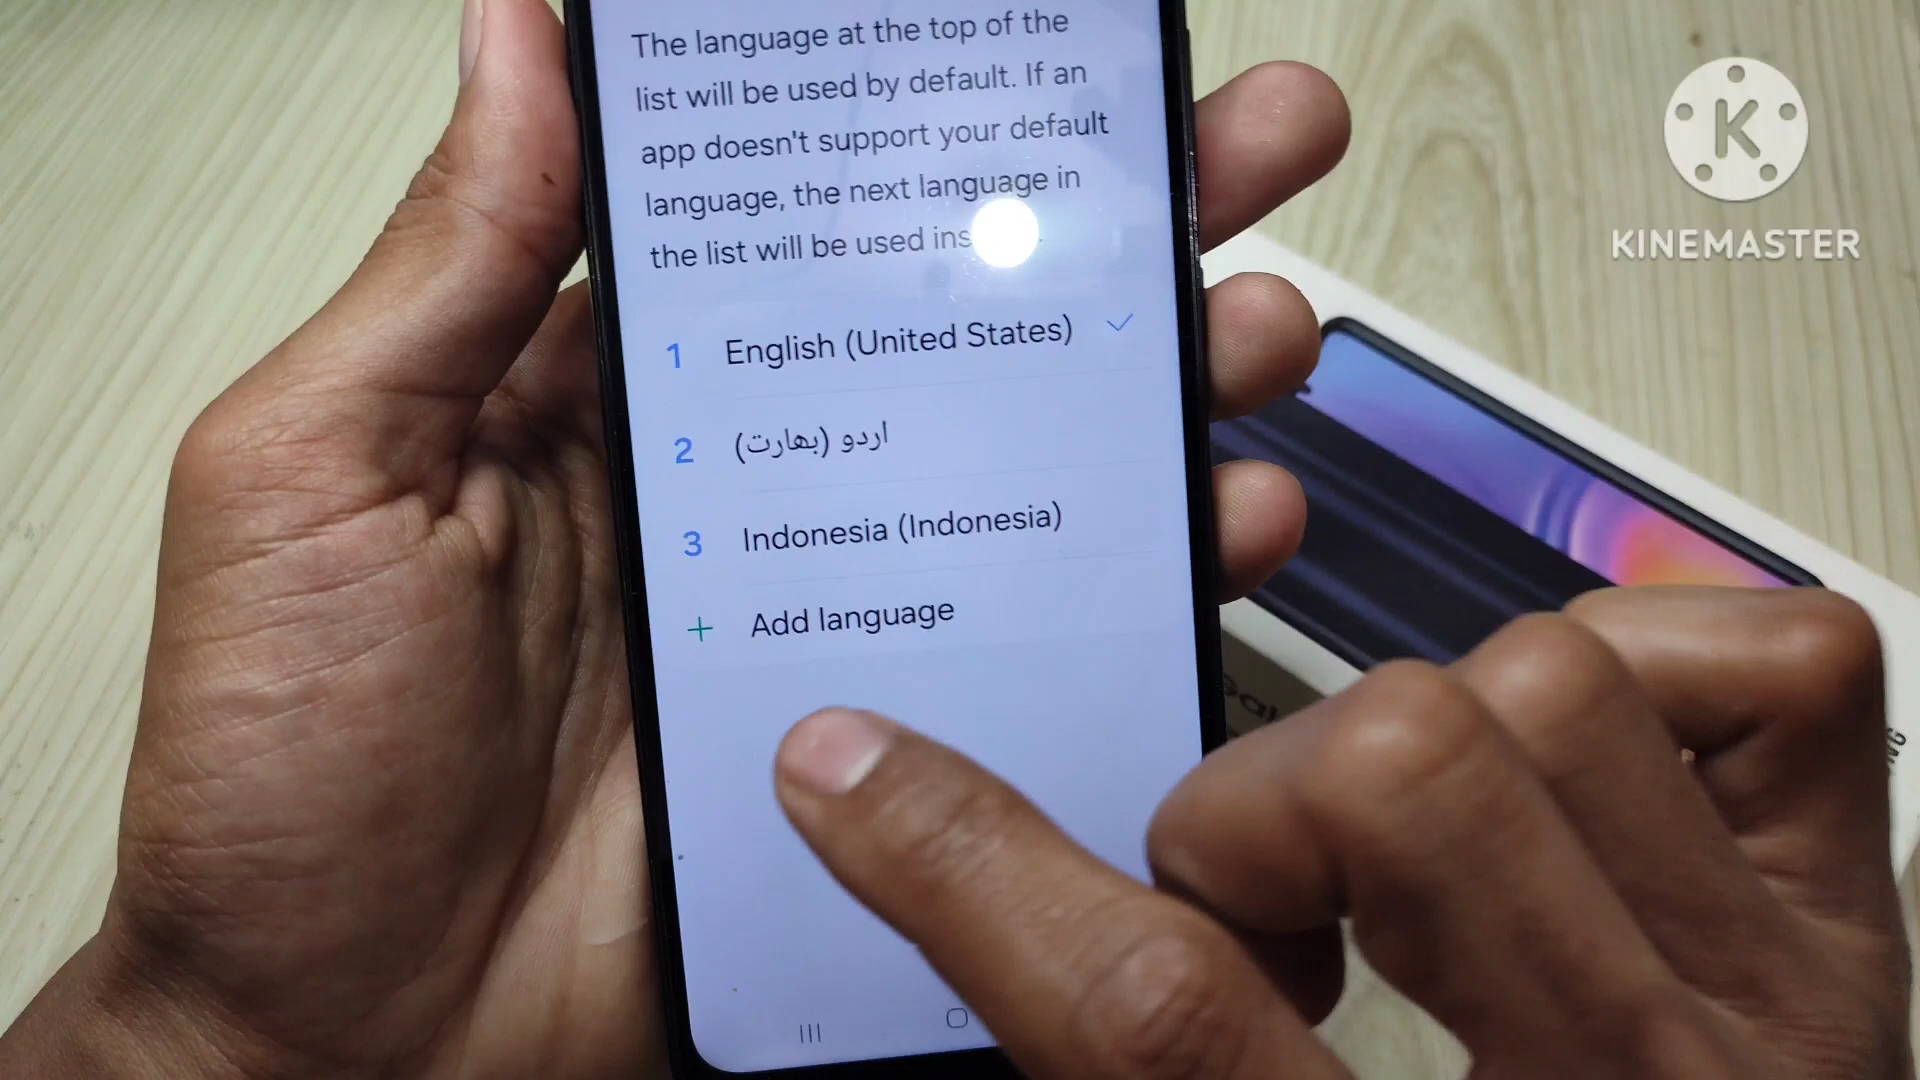 The language at the top of the
list will be used by default. If an
app doesn't support your default
language, the next language in
the list will be used ins
1 English (United States)
2 اردو (بھارت)
3 Indonesia (Indonesia)
+ Add language
K
KINEMASTER